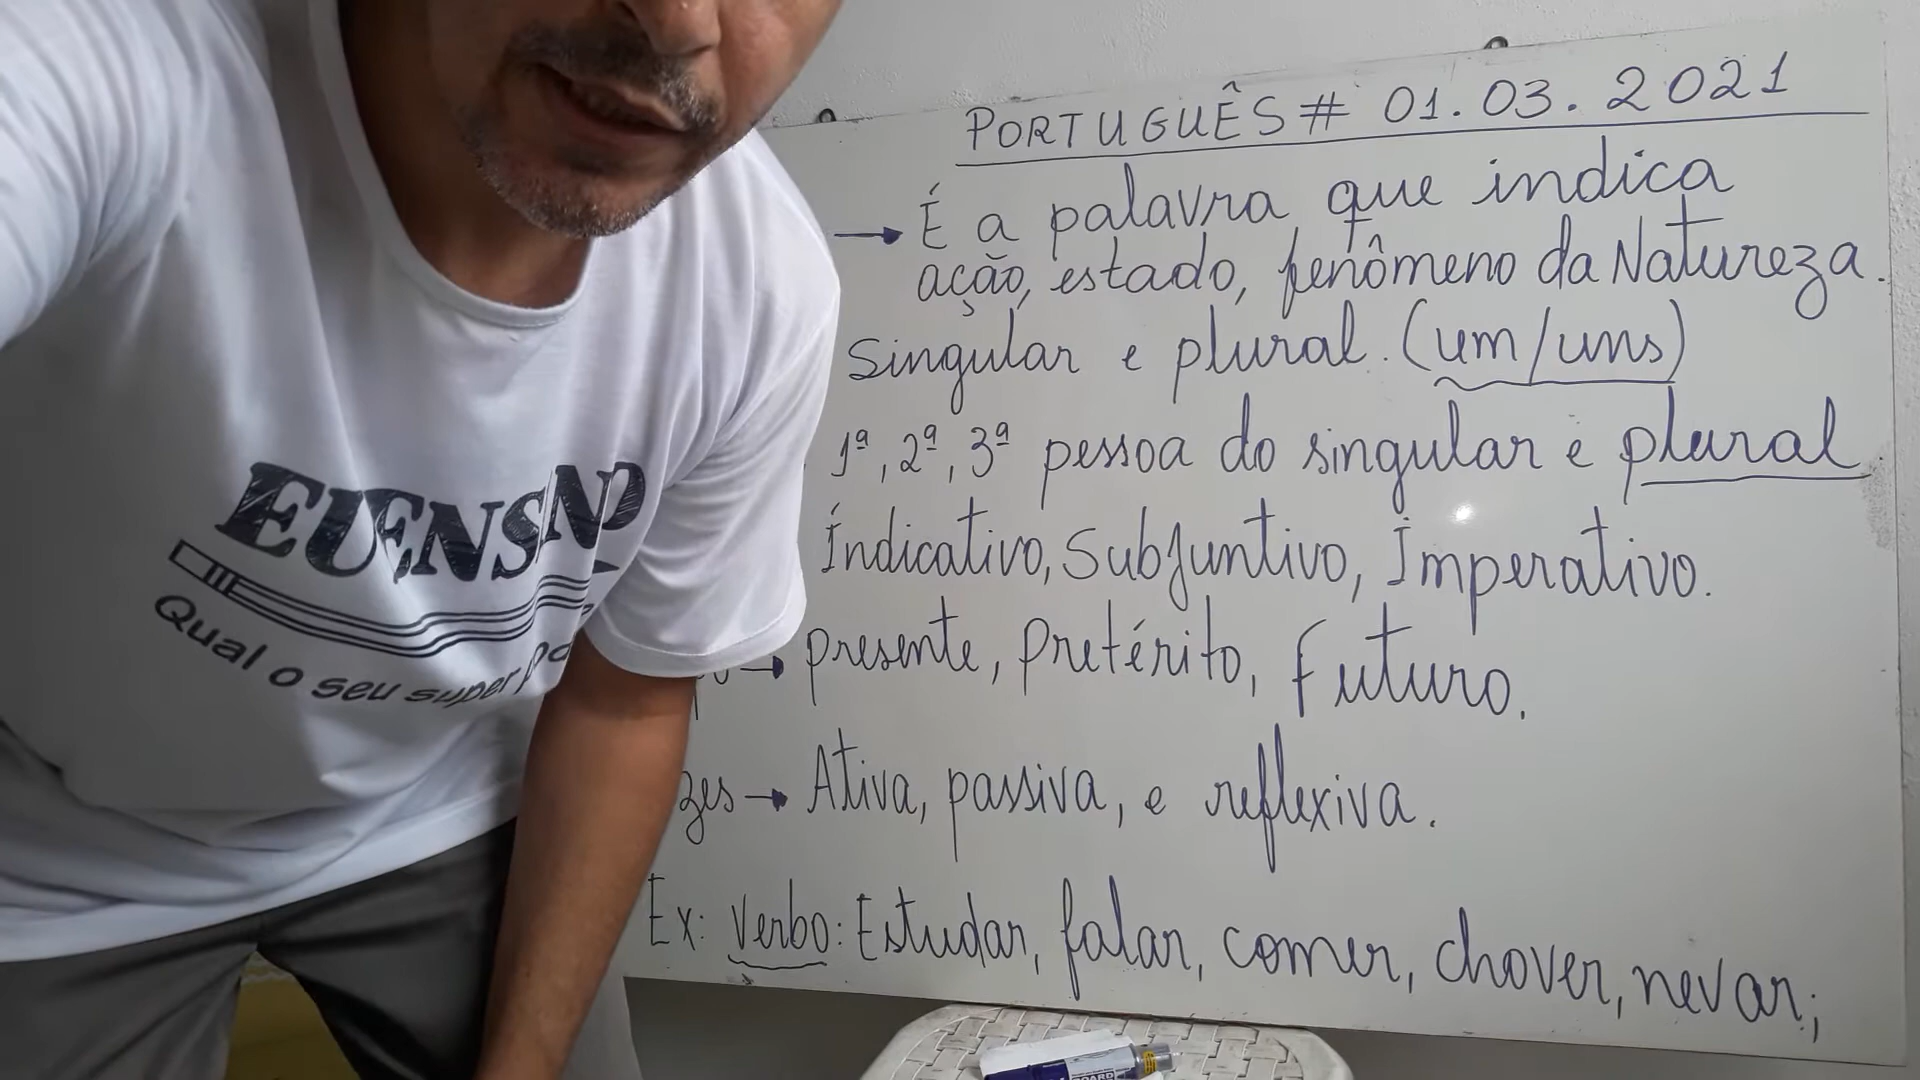 PORTUGUÊS # 01.03.2021
→ É a palavra que indica
ação, estado, fenômeno da Natureza.
Singular e plural. (um/uns)
1ª, 2ª, 3ª pessoa do singular e plural
Indicativo, Subjuntivo, Imperativo.
→ presente, Pretérito, Futuro.
zes → Ativa, passiva, e reflexiva.
Ex: Verbo: Estudar, falar, comer, chover, nevar;
EUENSINO
Qual o seu super
BOARD